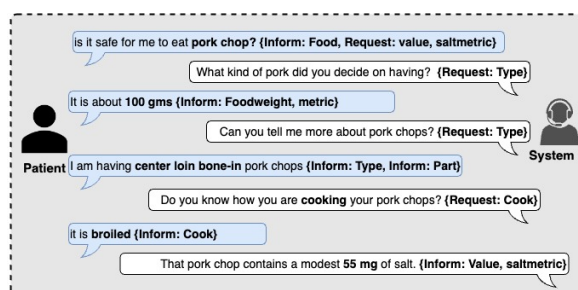 is it safe for me to eat pork chop? {Inform: Food, Request: value, saltmetric}
What kind of pork did you decide on having? {Request: Type}
It is about 100 gms {Inform: Foodweight, metric}
Can you tell me more about pork chops? {Request: Type}
Patient
System
I am having center loin bone-in pork chops {Inform: Type, Inform: Part}
Do you know how you are cooking your pork chops? {Request: Cook}
it is broiled {Inform: Cook}
That pork chop contains a modest 55 mg of salt. {Inform: Value, saltmetric}